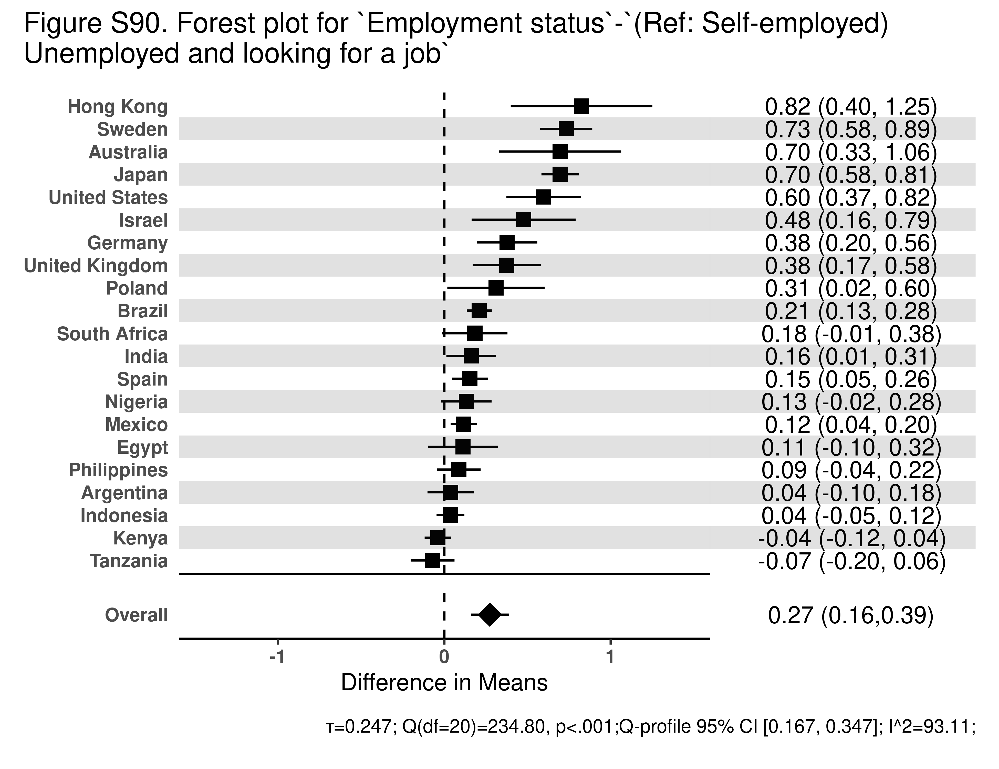 Figure S90. Forest plot for `Employment status`-`(Ref: Self-employed)
Unemployed and looking for a job`
Hong Kong 0.82 (0.40, 1.25)
Sweden 0.73 (0.58, 0.89)
Australia 0.70 (0.33, 1.06)
Japan 0.70 (0.58, 0.81)
United States 0.60 (0.37, 0.82)
Israel 0.48 (0.16, 0.79)
Germany 0.38 (0.20, 0.56)
United Kingdom 0.38 (0.17, 0.58)
Poland 0.31 (0.02, 0.60)
Brazil 0.21 (0.13, 0.28)
South Africa 0.18 (-0.01, 0.38)
India 0.16 (0.01, 0.31)
Spain 0.15 (0.05, 0.26)
Nigeria 0.13 (-0.02, 0.28)
Mexico 0.12 (0.04, 0.20)
Egypt 0.11 (-0.10, 0.32)
Philippines 0.09 (-0.04, 0.22)
Argentina 0.04 (-0.10, 0.18)
Indonesia 0.04 (-0.05, 0.12)
Kenya -0.04 (-0.12, 0.04)
Tanzania -0.07 (-0.20, 0.06)
Overall 0.27 (0.16,0.39)
-1 0 1
Difference in Means
τ=0.247; Q(df=20)=234.80, p<.001;Q-profile 95% CI [0.167, 0.347]; I^2=93.11;